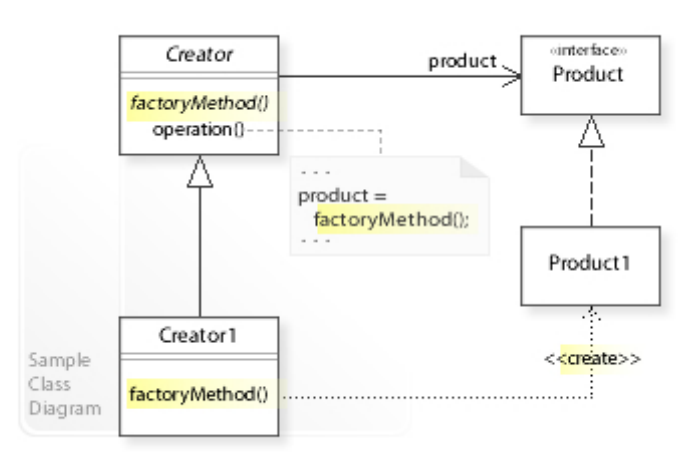 Creator
factoryMethod()
operation()
product
«interface»
Product
. . .
product =
factoryMethod();
. . .
Product1
Creator1
factoryMethod()
<<create>>
Sample
Class
Diagram